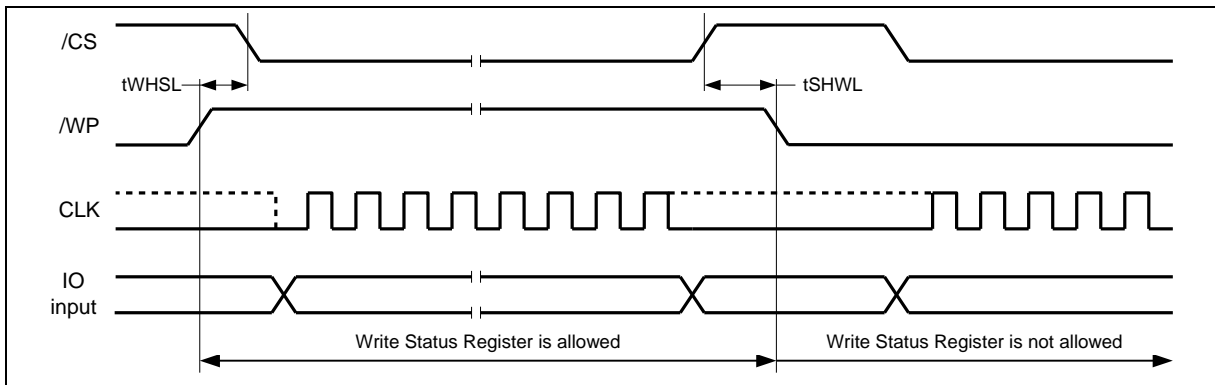 /CS
tWHSL
tSHWL
/WP
CLK
IO
input
Write Status Register is allowed
Write Status Register is not allowed